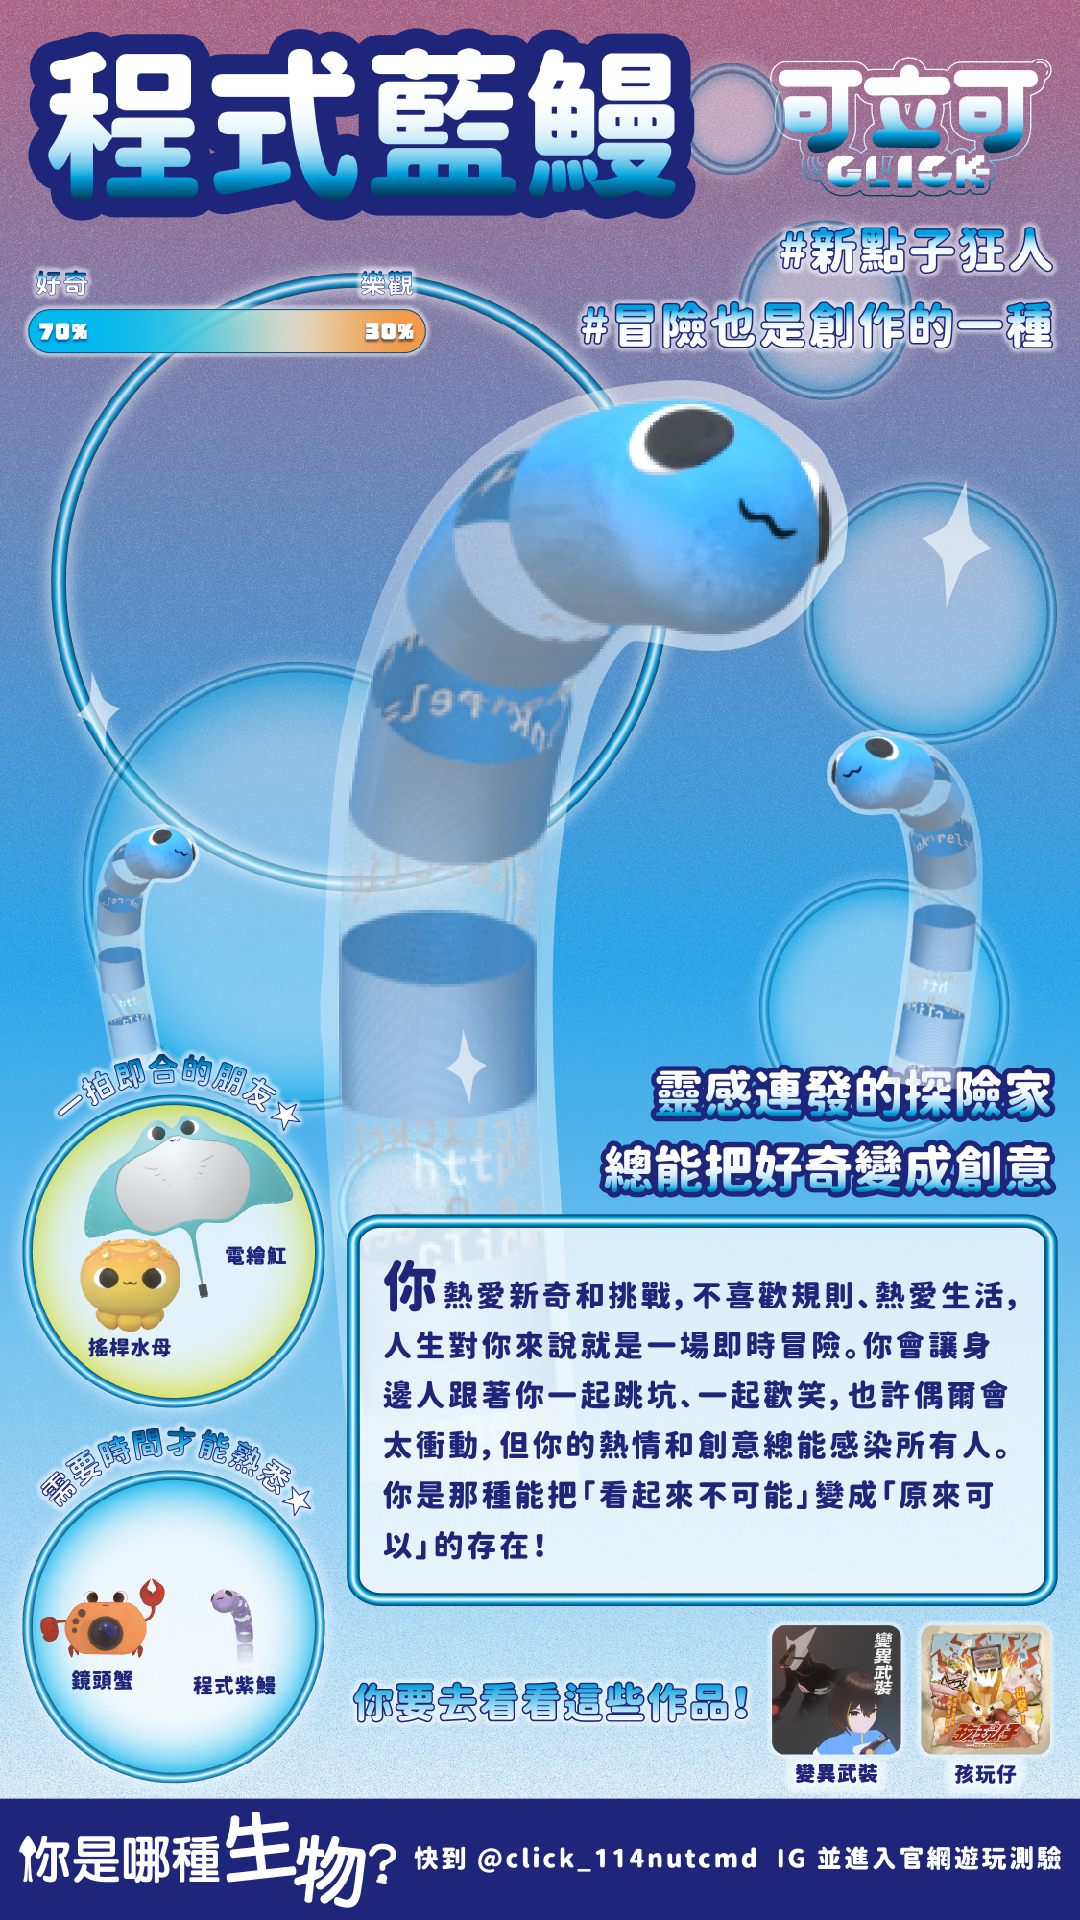 程式藍鰻
可立可
CLICK
#新點子狂人
#冒險也是創作的一種
好奇 樂觀
70% 30%
靈感連發的探險家
總能把好奇變成創意
一拍即合的朋友
電繪魟
搖桿水母
你熱愛新奇和挑戰，不喜歡規則、熱愛生活，
人生對你來說就是一場即時冒險。你會讓身
邊人跟著你一起跳坑、一起歡笑，也許偶爾會
太衝動，但你的熱情和創意總能感染所有人。
你是那種能把「看起來不可能」變成「原來可
以」的存在！
需要時間才能熟悉
鏡頭蟹
程式紫鰻
你要去看看這些作品！
變異武裝
變異武裝
孩玩仔
孩玩仔
你是哪種生物？
快到 @click_114nutcmd IG 並進入官網遊玩測驗